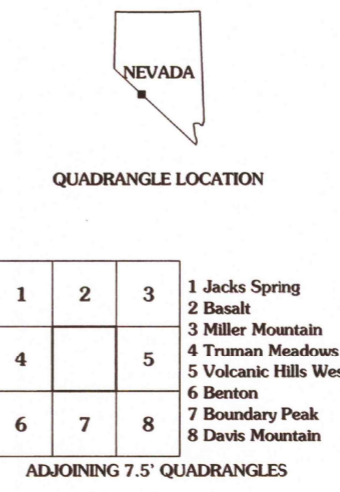 NEVADA
QUADRANGLE LOCATION
1 2 3
4 5
6 7 8
1 Jacks Spring
2 Basalt
3 Miller Mountain
4 Truman Meadows
5 Volcanic Hills Wes
6 Benton
7 Boundary Peak
8 Davis Mountain
ADJOINING 7.5' QUADRANGLES